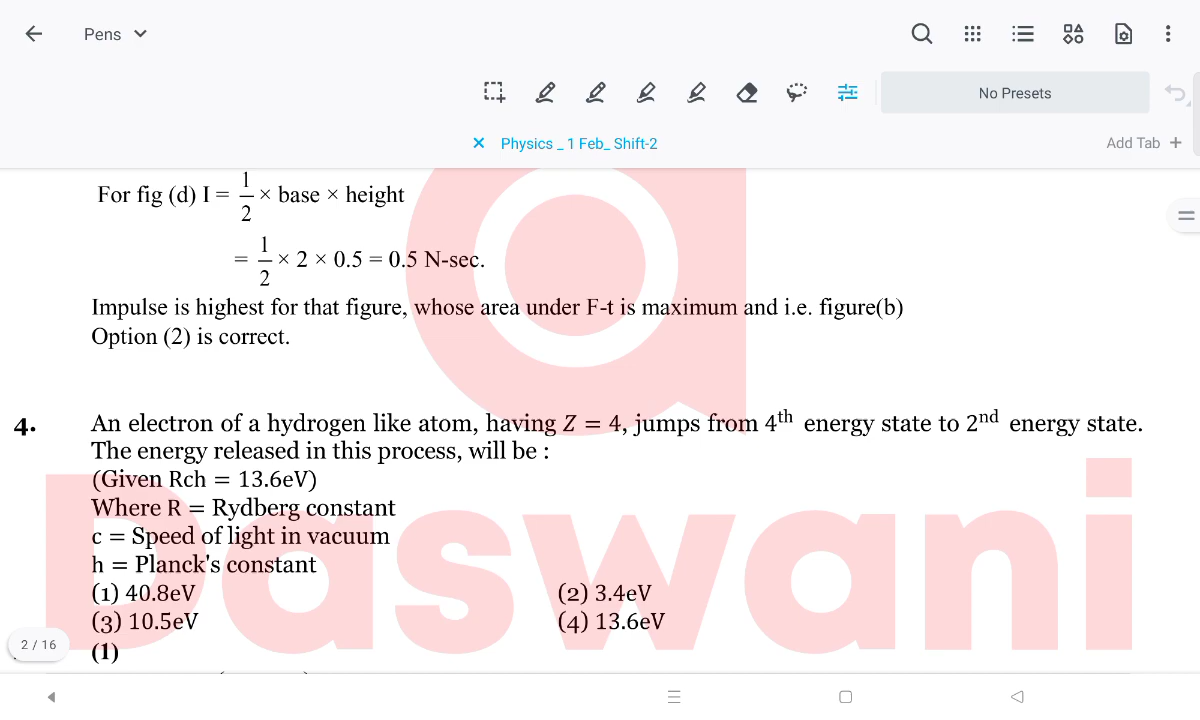 Pens
No Presets
× Physics _ 1 Feb_ Shift-2
Add Tab +
For fig (d) I = 1/2 × base × height
= 1/2 × 2 × 0.5 = 0.5 N-sec.
Impulse is highest for that figure, whose area under F-t is maximum and i.e. figure(b)
Option (2) is correct.
4. An electron of a hydrogen like atom, having Z = 4, jumps from 4th energy state to 2nd energy state.
The energy released in this process, will be :
(Given Rch = 13.6eV)
Where R = Rydberg constant
c = Speed of light in vacuum
h = Planck's constant
(1) 40.8eV (2) 3.4eV
(3) 10.5eV (4) 13.6eV
2 / 16
(1)
Daswani